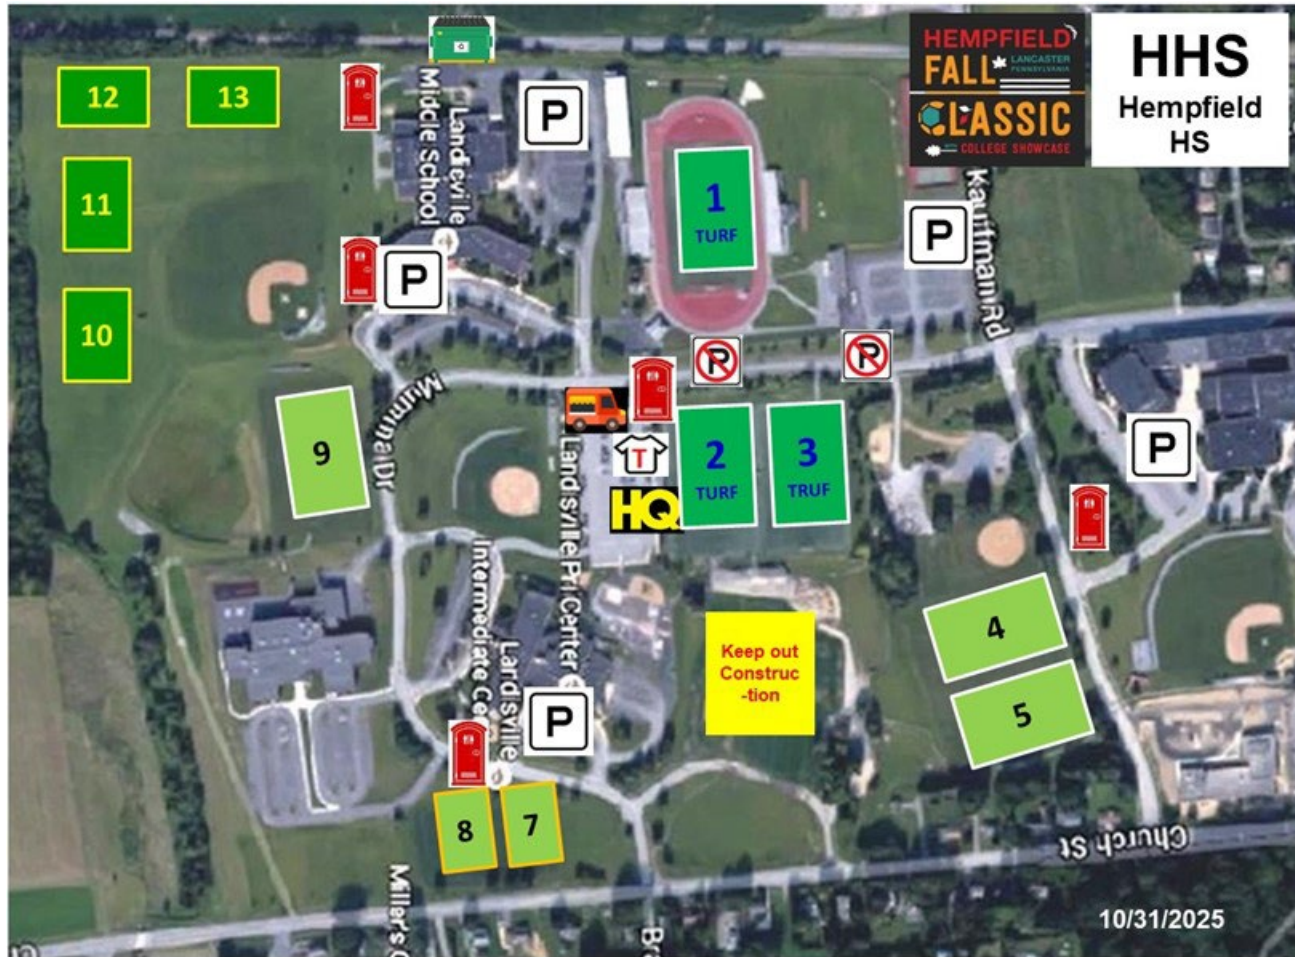 HEMPFIELD
FALL
LANCASTER
PENNSYLVANIA
CLASSIC
COLLEGE SHOWCASE
HHS
Hempfield
HS
12
13
P
Landisville
Middle School
11
1
TURF
P
Kauffman Rd
P
10
P
P
Mumma Dr
9
T
HQ
2
TURF
3
TRUF
P
Landisville Pri Center
Intermediate Ce
Landisville
Keep out
Construc
-tion
4
5
P
8
7
Church St
Millers
Br
10/31/2025